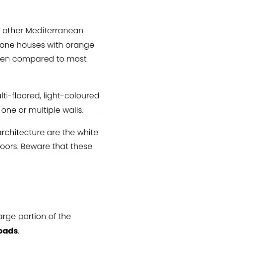 other Mediterranean
one houses with orange
en compared to most
lti-floored, light-coloured
one or multiple walls.
rchitecture are the white
oors. Beware that these
arge portion of the
oads.